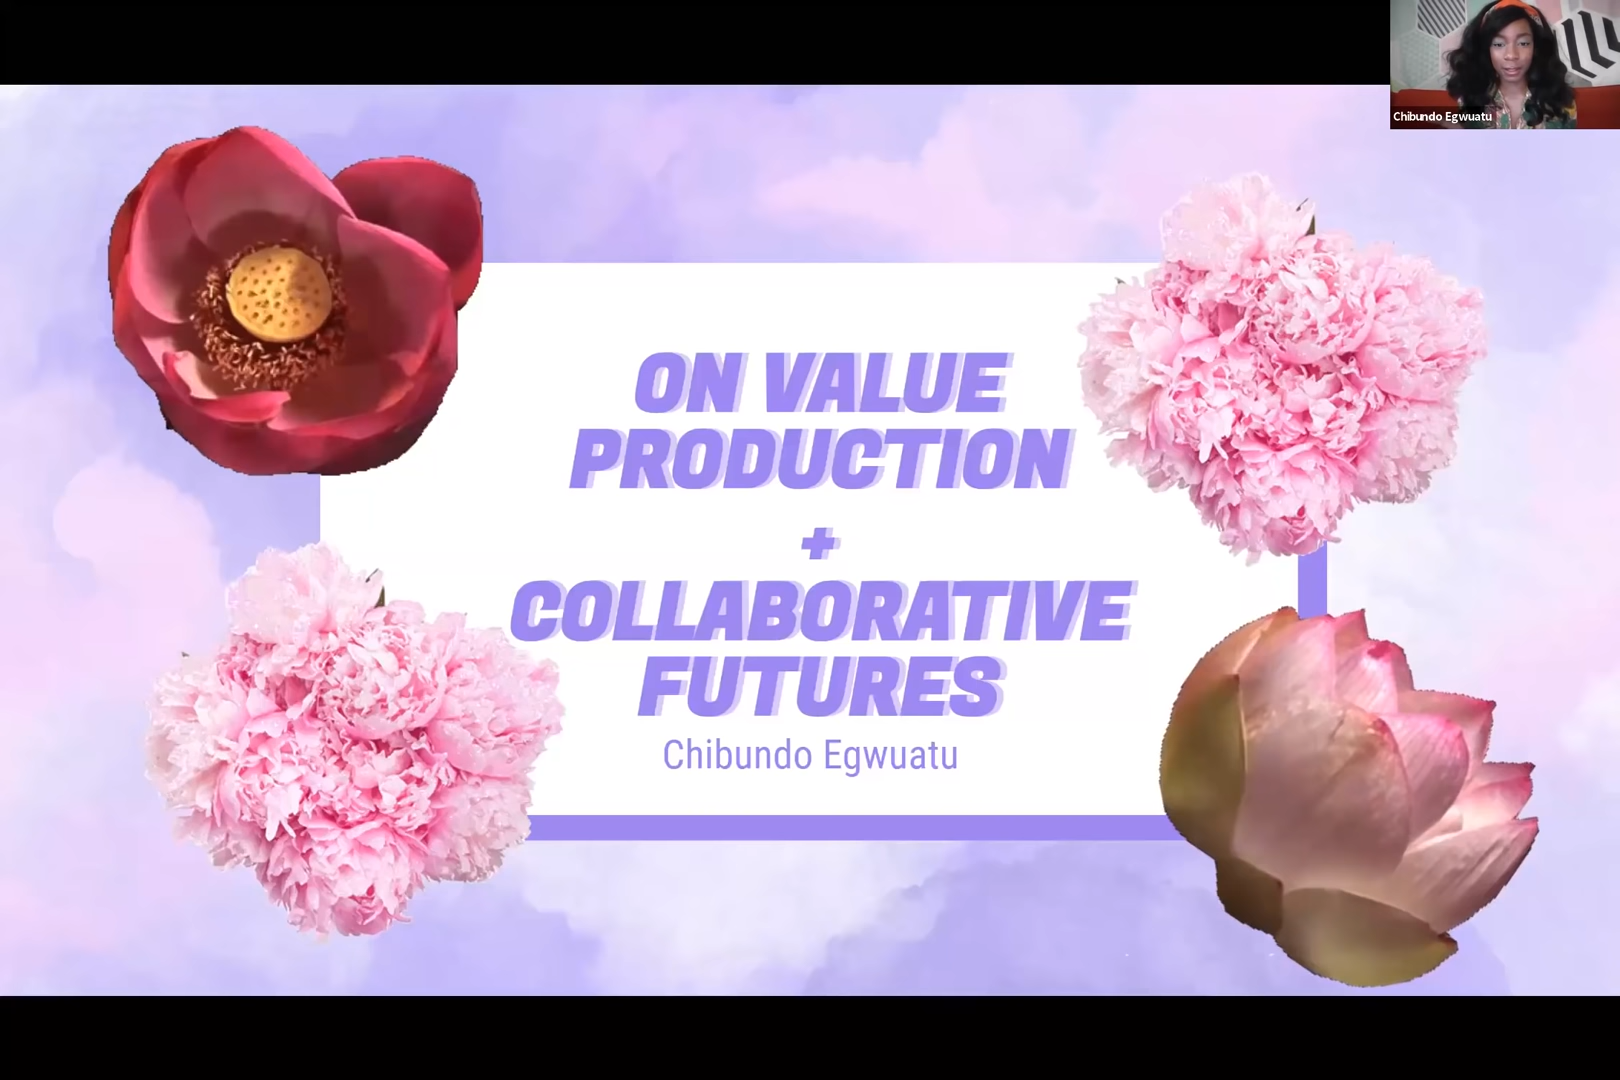 Chibundo Egwuatu
ON VALUE
PRODUCTION
+
COLLABORATIVE
FUTURES
Chibundo Egwuatu